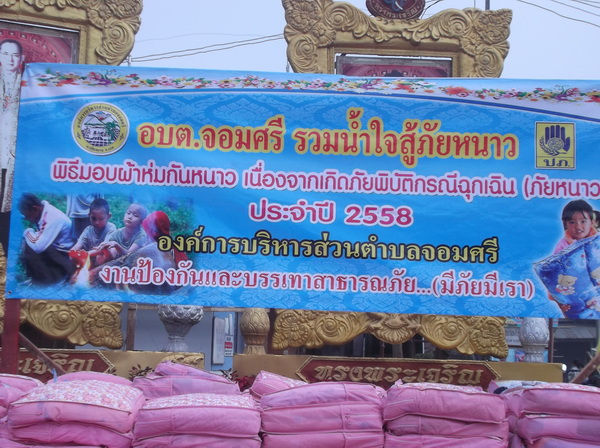 อบต.จอมศรี รวมน้ำใจสู้ภัยหนาว
ปภ.
พิธีมอบผ้าห่มกันหนาว เนื่องจากเกิดภัยพิบัติกรณีฉุกเฉิน (ภัยหนาว
ประจำปี 2558
องค์การบริหารส่วนตำบลจอมศรี
งานป้องกันและบรรเทาสาธารณภัย...(มีภัยมีเรา)
ทรงพระเจริญ